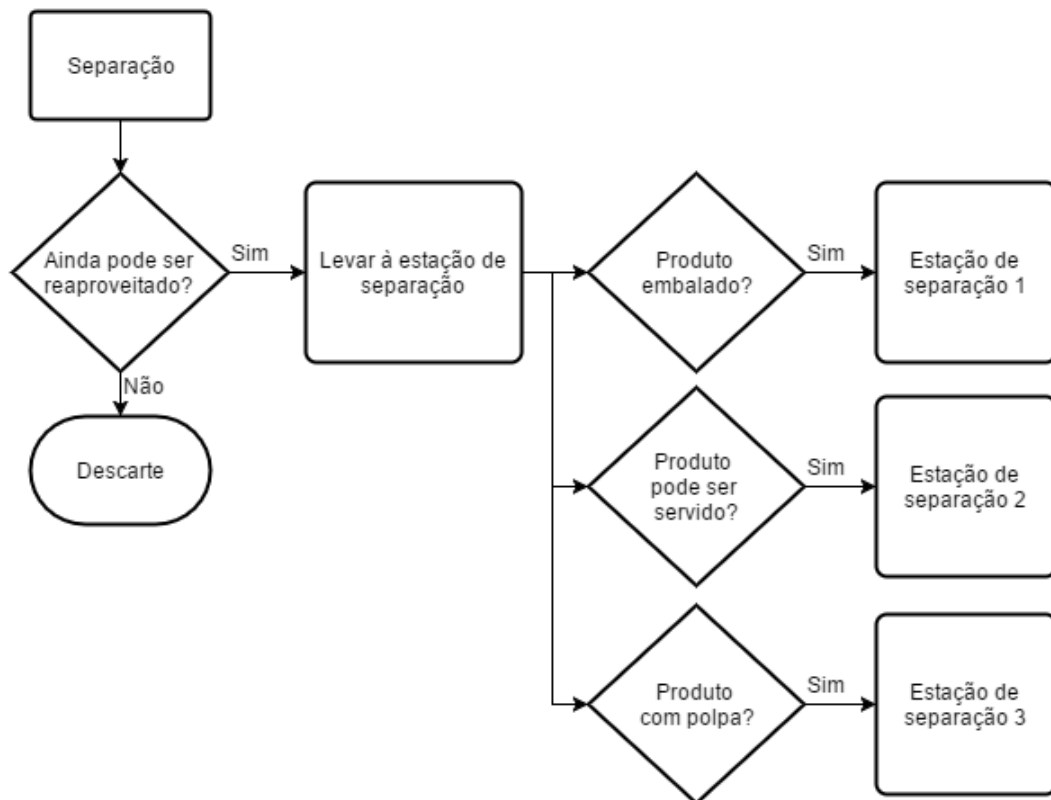 Separação
Ainda pode ser
reaproveitado?
Sim
Levar à estação de
separação
Produto
embalado?
Sim
Estação de
separação 1
Não
Descarte
Produto
pode ser
servido?
Sim
Estação de
separação 2
Produto
com polpa?
Sim
Estação de
separação 3